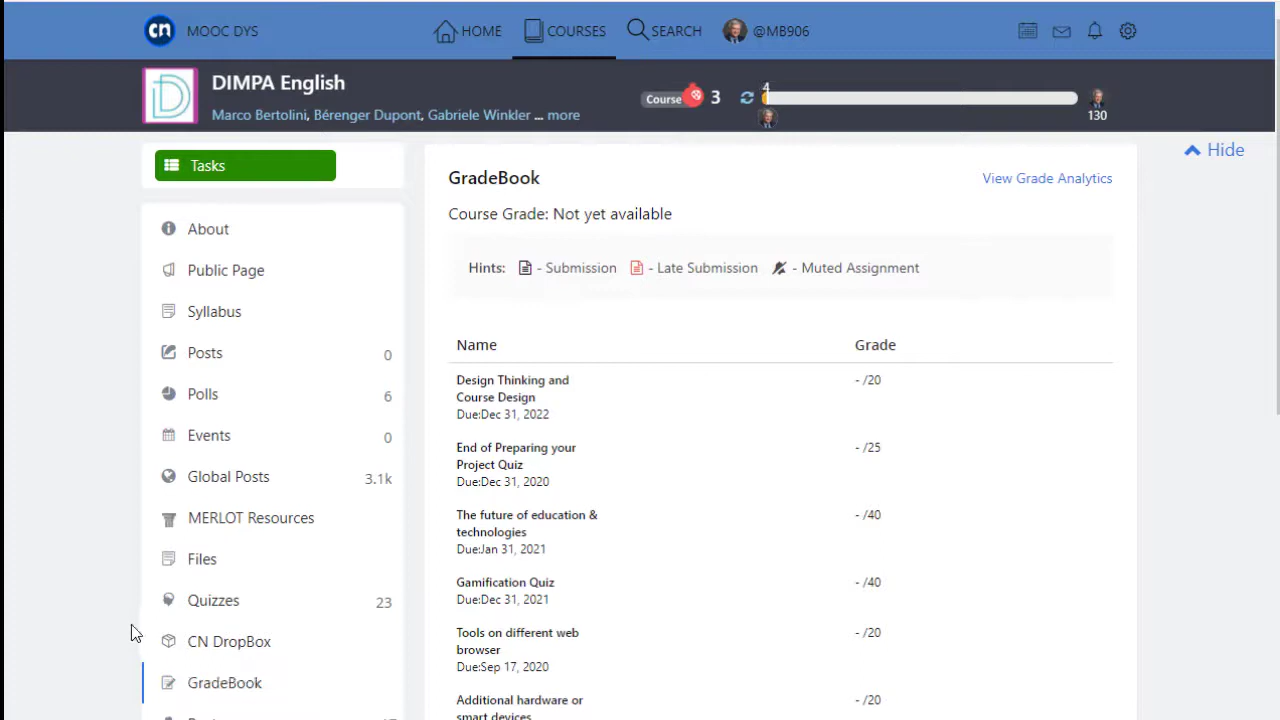 cn MOOC DYS HOME COURSES SEARCH @MB906
DIMPA English
Marco Bertolini, Bérenger Dupont, Gabriele Winkler ... more
Course 3 4 130
Tasks
About
Public Page
Syllabus
Posts 0
Polls 6
Events 0
Global Posts 3.1k
MERLOT Resources
Files
Quizzes 23
CN DropBox
GradeBook
Hide
GradeBook View Grade Analytics
Course Grade: Not yet available
Hints: - Submission - Late Submission - Muted Assignment
Name Grade
Design Thinking and - /20
Course Design
Due:Dec 31, 2022
End of Preparing your - /25
Project Quiz
Due:Dec 31, 2020
The future of education & - /40
technologies
Due:Jan 31, 2021
Gamification Quiz - /40
Due:Dec 31, 2021
Tools on different web - /20
browser
Due:Sep 17, 2020
Additional hardware or - /20
smart devices